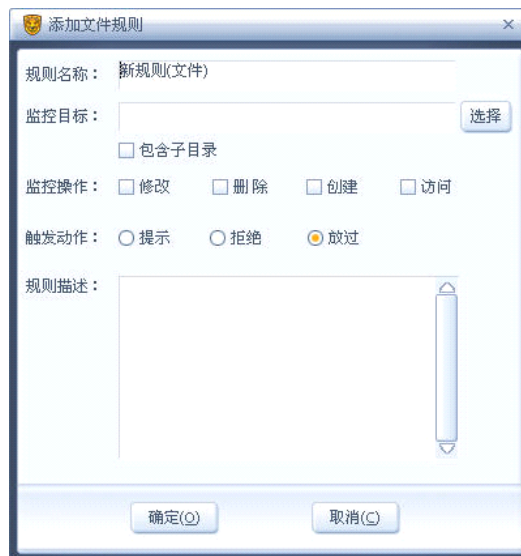 添加文件规则
规则名称： 新规则(文件)
监控目标： 选择
包含子目录
监控操作： 修改 删除 创建 访问
触发动作： 提示 拒绝 放过
规则描述：
确定(O) 取消(C)